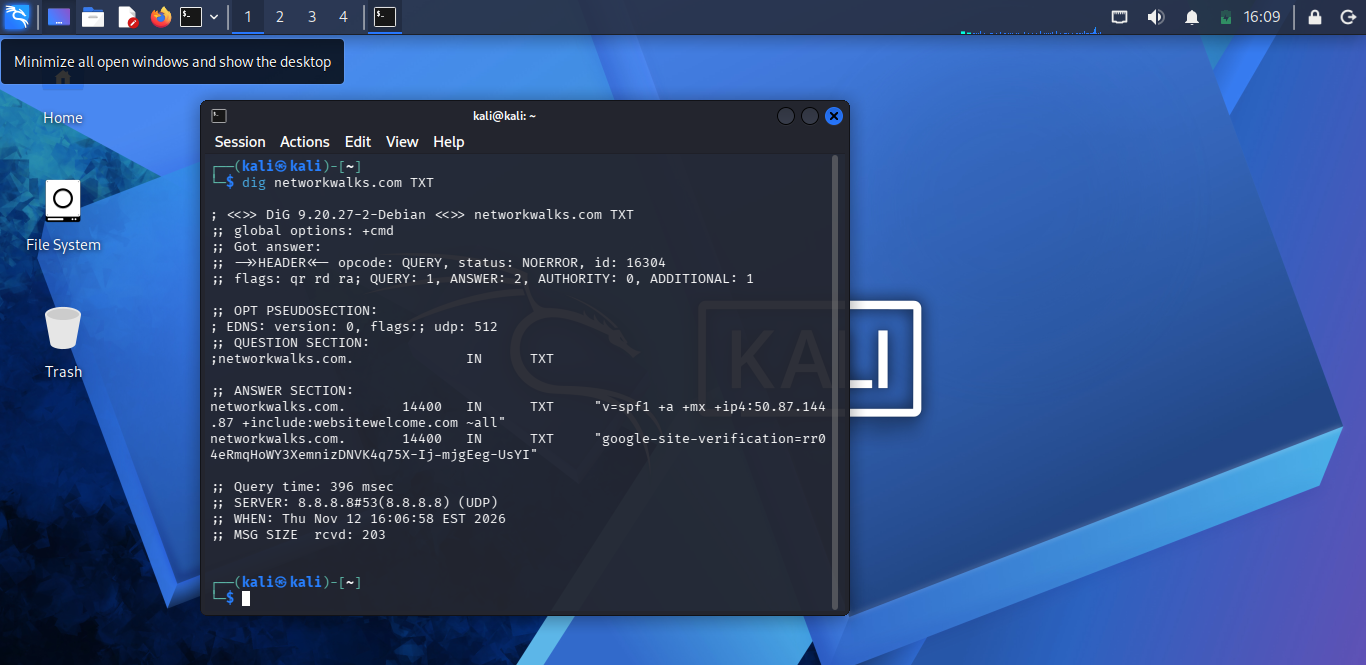 1 2 3 4
16:09
Minimize all open windows and show the desktop
Home
File System
Trash
kali@kali: ~
Session Actions Edit View Help
┌──(kali㉿kali)-[~]
└─$ dig networkwalks.com TXT
; <<>> DiG 9.20.27-2-Debian <<>> networkwalks.com TXT
;; global options: +cmd
;; Got answer:
;; ->>HEADER<<- opcode: QUERY, status: NOERROR, id: 16304
;; flags: qr rd ra; QUERY: 1, ANSWER: 2, AUTHORITY: 0, ADDITIONAL: 1
;; OPT PSEUDOSECTION:
; EDNS: version: 0, flags:; udp: 512
;; QUESTION SECTION:
;networkwalks.com. IN TXT
;; ANSWER SECTION:
networkwalks.com. 14400 IN TXT "v=spf1 +a +mx +ip4:50.87.144
.87 +include:websitewelcome.com ~all"
networkwalks.com. 14400 IN TXT "google-site-verification=rr0
4eRmqHoWY3XemnizDNVK4q75X-Ij-mjgEeg-UsYI"
;; Query time: 396 msec
;; SERVER: 8.8.8.8#53(8.8.8.8) (UDP)
;; WHEN: Thu Nov 12 16:06:58 EST 2026
;; MSG SIZE rcvd: 203
┌──(kali㉿kali)-[~]
└─$
KALI